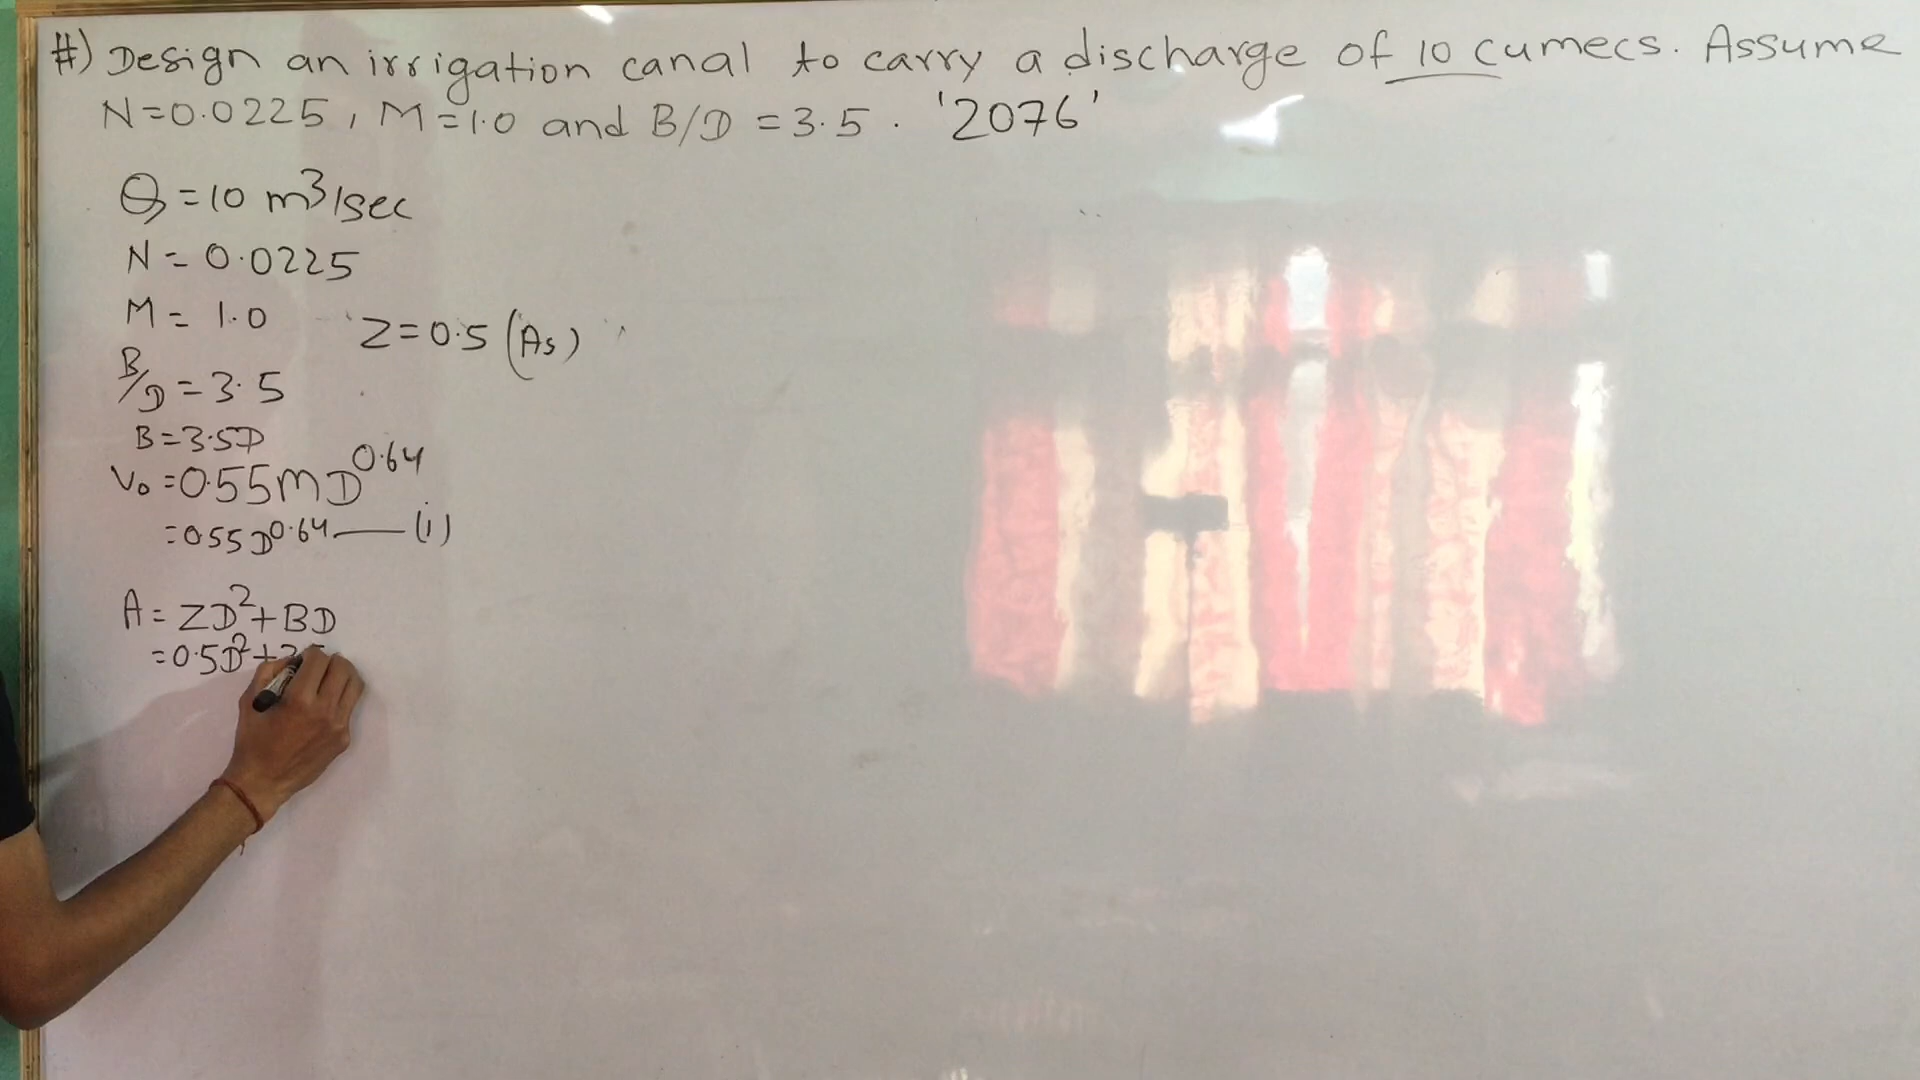 #) Design an irrigation canal to carry a discharge of 10 cumecs. Assume
N=0.0225, M=1.0 and B/D = 3.5. '2076'
Q = 10 m³/sec
N = 0.0225
M = 1.0
Z=0.5 (As)
B/D = 3.5
B=3.5D
V₀ = 0.55 m D^0.64
= 0.55 D^0.64 —— (i)
A = ZD² + BD
= 0.5D² +